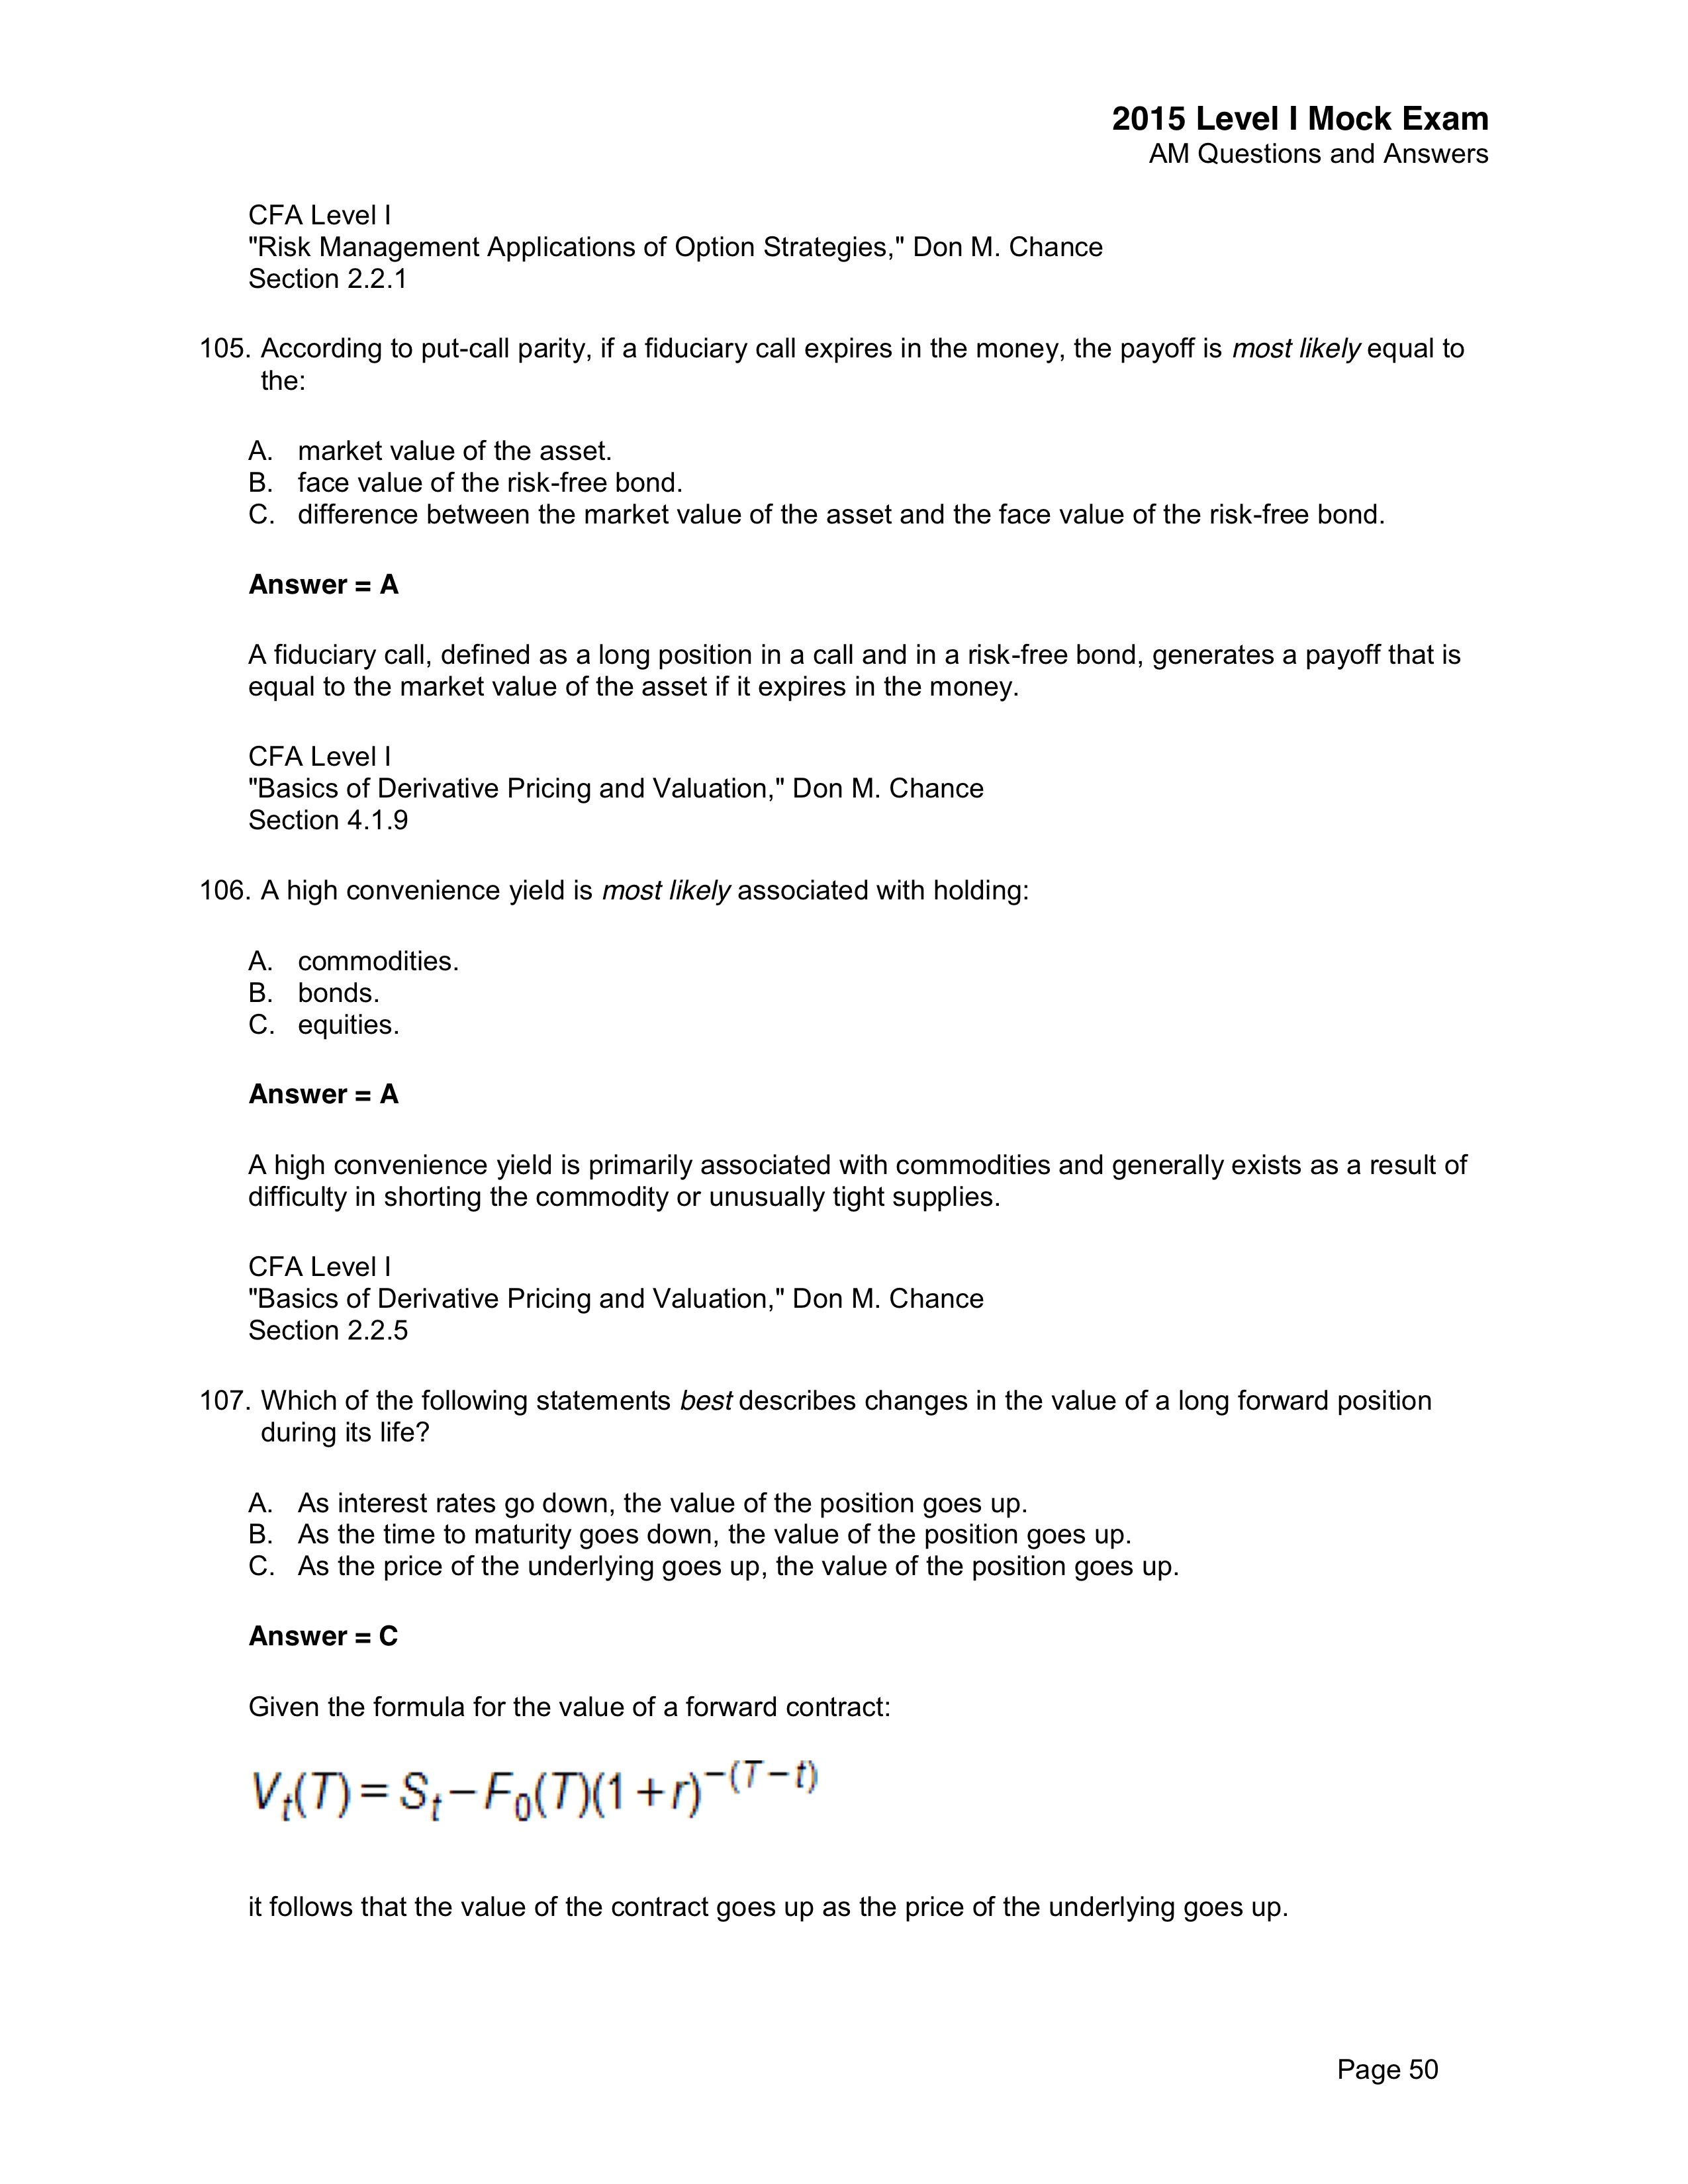 2015 Level I Mock Exam
AM Questions and Answers
CFA Level I
"Risk Management Applications of Option Strategies," Don M. Chance
Section 2.2.1
105. According to put-call parity, if a fiduciary call expires in the money, the payoff is most likely equal to
the:
A. market value of the asset.
B. face value of the risk-free bond.
C. difference between the market value of the asset and the face value of the risk-free bond.
Answer = A
A fiduciary call, defined as a long position in a call and in a risk-free bond, generates a payoff that is
equal to the market value of the asset if it expires in the money.
CFA Level I
"Basics of Derivative Pricing and Valuation," Don M. Chance
Section 4.1.9
106. A high convenience yield is most likely associated with holding:
A. commodities.
B. bonds.
C. equities.
Answer = A
A high convenience yield is primarily associated with commodities and generally exists as a result of
difficulty in shorting the commodity or unusually tight supplies.
CFA Level I
"Basics of Derivative Pricing and Valuation," Don M. Chance
Section 2.2.5
107. Which of the following statements best describes changes in the value of a long forward position
during its life?
A. As interest rates go down, the value of the position goes up.
B. As the time to maturity goes down, the value of the position goes up.
C. As the price of the underlying goes up, the value of the position goes up.
Answer = C
Given the formula for the value of a forward contract:
V_t(T) = S_t − F_0(T)(1 + r)^−(T − t)
it follows that the value of the contract goes up as the price of the underlying goes up.
Page 50